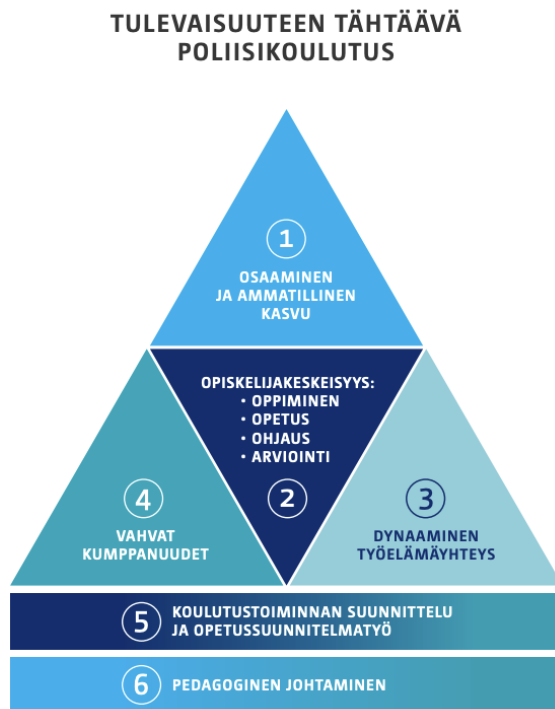 TULEVAISUUTEEN TÄHTÄÄVÄ
POLIISIKOULUTUS
1
OSAAMINEN
JA AMMATILLINEN
KASVU
OPISKELIJAKESKEISYYS:
• OPPIMINEN
• OPETUS
• OHJAUS
• ARVIOINTI
2
4
VAHVAT
KUMPPANUUDET
3
DYNAAMINEN
TYÖELÄMÄYHTEYS
5
KOULUTUSTOIMINNAN SUUNNITTELU
JA OPETUSSUUNNITELMATYÖ
6 PEDAGOGINEN JOHTAMINEN